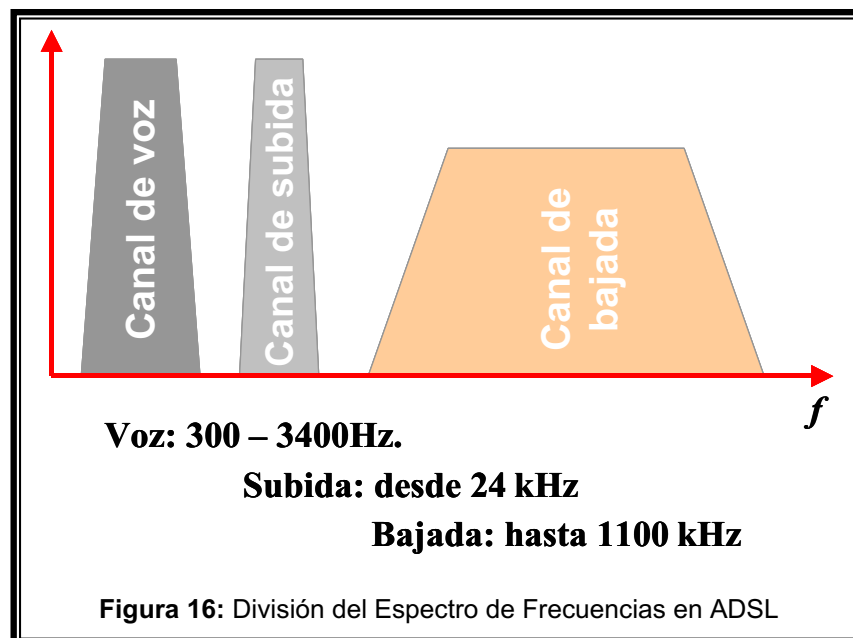 Canal de voz
Canal de subida
Canal de
bajada
f
Voz: 300 – 3400Hz.
Subida: desde 24 kHz
Bajada: hasta 1100 kHz
Figura 16: División del Espectro de Frecuencias en ADSL